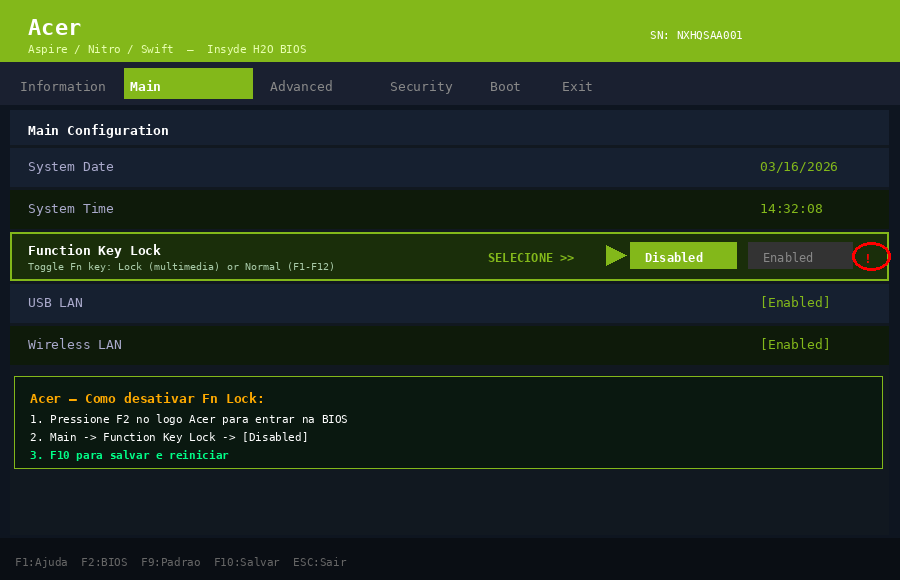 Acer
Aspire / Nitro / Swift — Insyde H2O BIOS
SN: NXHQSAA001
Information Main Advanced Security Boot Exit
Main Configuration
System Date 03/16/2026
System Time 14:32:08
Function Key Lock
Toggle Fn key: Lock (multimedia) or Normal (F1-F12)
SELECIONE >> Disabled Enabled !
USB LAN [Enabled]
Wireless LAN [Enabled]
Acer — Como desativar Fn Lock:
1. Pressione F2 no logo Acer para entrar na BIOS
2. Main -> Function Key Lock -> [Disabled]
3. F10 para salvar e reiniciar
F1:Ajuda F2:BIOS F9:Padrao F10:Salvar ESC:Sair